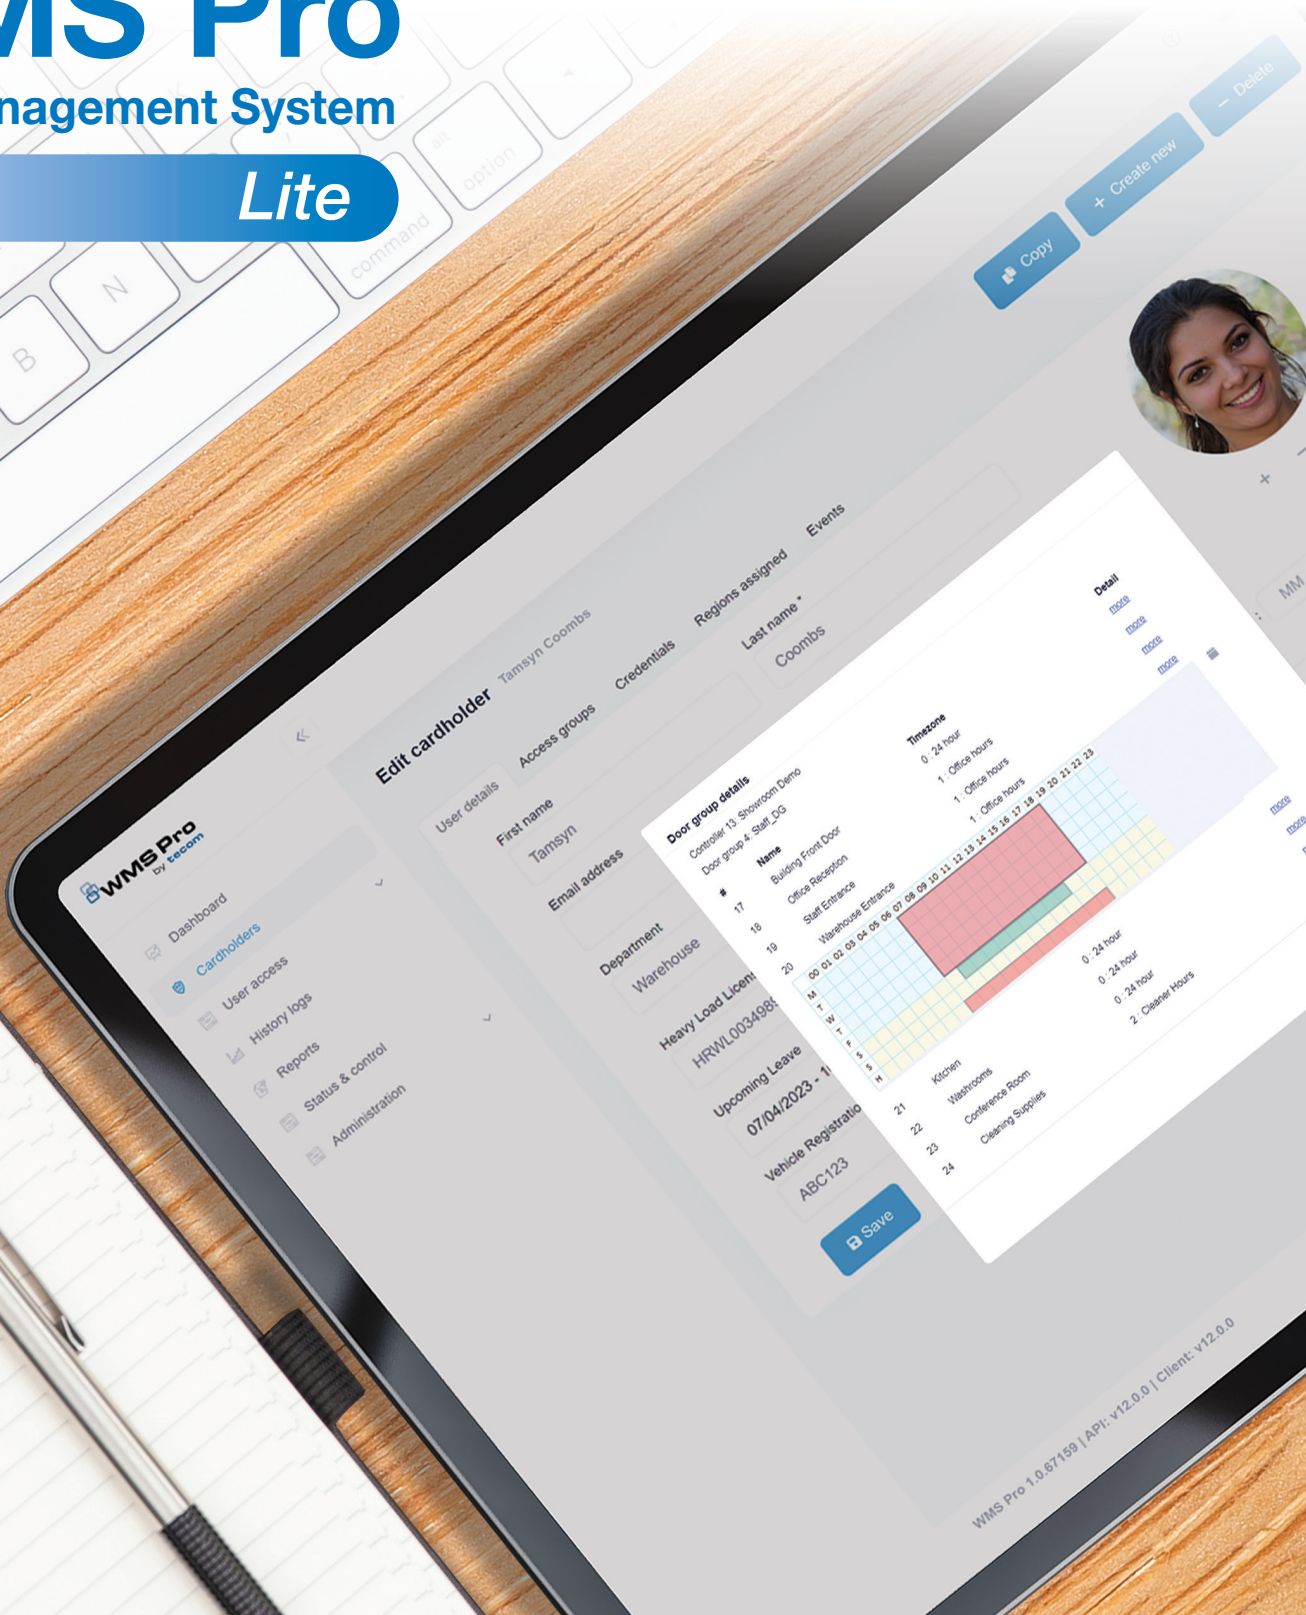 MS Pro
nagement System
Lite
alt
option
command
B
N
Delete
Create new
Copy
WMS Pro
by tecom
Dashboard
Cardholders
User access
History logs
Reports
Status & control
Administration
Edit cardholder Tamsyn Coombs
User details Access groups Credentials Regions assigned Events
First name Last name *
Tamsyn Coombs
Email address
Department
Warehouse
Heavy Load Licen
HRWL003498
Upcoming Leave
07/04/2023 - 1
Vehicle Registratio
ABC123
Save
MM
Door group details
Controller 13: Showroom Demo
Door group 4: Staff_DG
# Name Timezone Detail
17 Building Front Door 0 : 24 hour more
18 Office Reception 1 : Office hours more
19 Staff Entrance 1 : Office hours more
20 Warehouse Entrance 1 : Office hours more
00 01 02 03 04 05 06 07 08 09 10 11 12 13 14 15 16 17 18 19 20 21 22 23
M
T
W
T
F
S
S
H
21 Kitchen 0 : 24 hour more
22 Washrooms 0 : 24 hour more
23 Conference Room 0 : 24 hour
24 Cleaning Supplies 2 : Cleaner Hours
WMS Pro 1.0.67159 | API: v12.0.0 | Client: v12.0.0